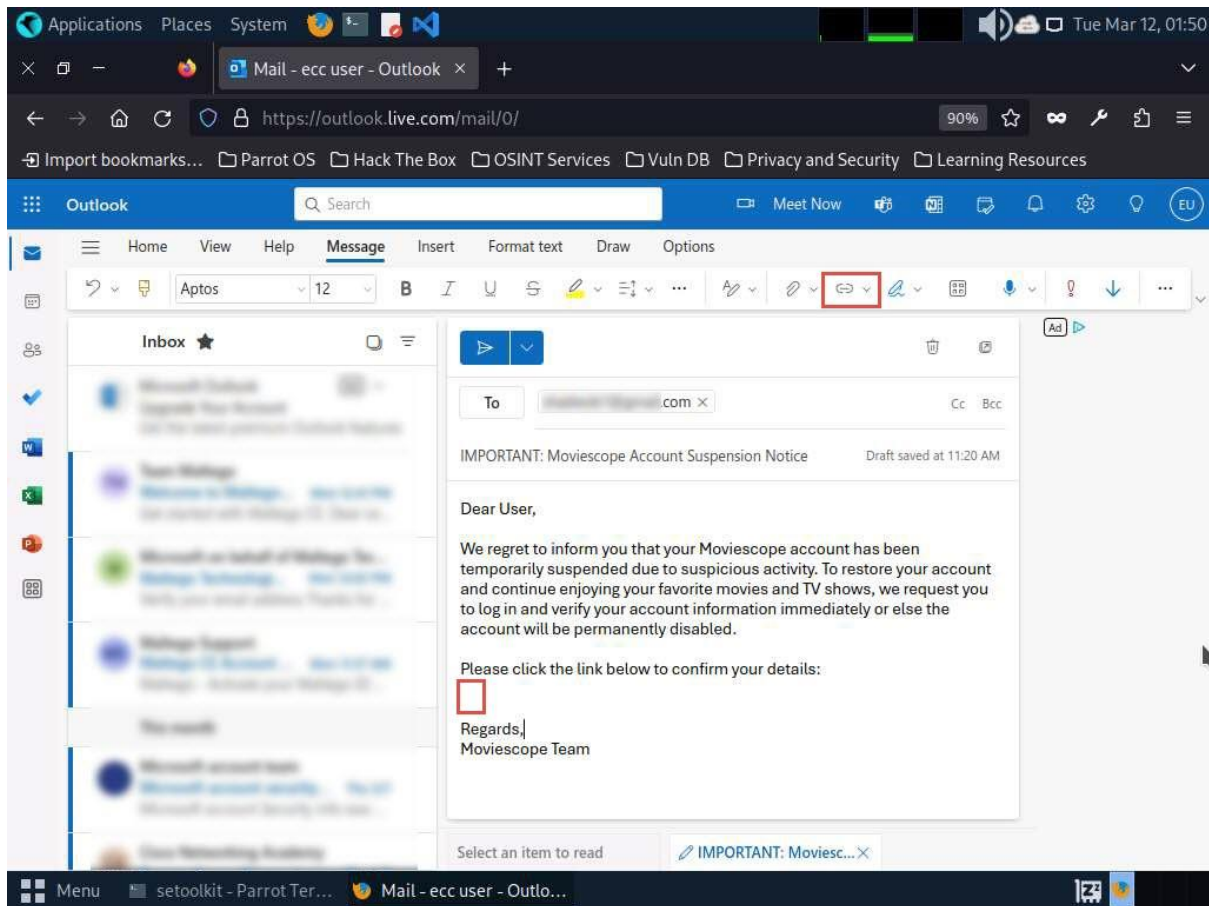 Applications Places System Tue Mar 12, 01:50
Mail - ecc user - Outlook
https://outlook.live.com/mail/0/ 90%
Import bookmarks... Parrot OS Hack The Box OSINT Services Vuln DB Privacy and Security Learning Resources
Outlook Search Meet Now EU
Home View Help Message Insert Format text Draw Options
Aptos 12 B I U S
Inbox
Ad
To .com Cc Bcc
IMPORTANT: Moviescope Account Suspension Notice Draft saved at 11:20 AM
Dear User,
We regret to inform you that your Moviescope account has been
temporarily suspended due to suspicious activity. To restore your account
and continue enjoying your favorite movies and TV shows, we request you
to log in and verify your account information immediately or else the
account will be permanently disabled.
Please click the link below to confirm your details:
Regards,
Moviescope Team
Select an item to read IMPORTANT: Moviesc...
Menu setoolkit - Parrot Ter... Mail - ecc user - Outlo...